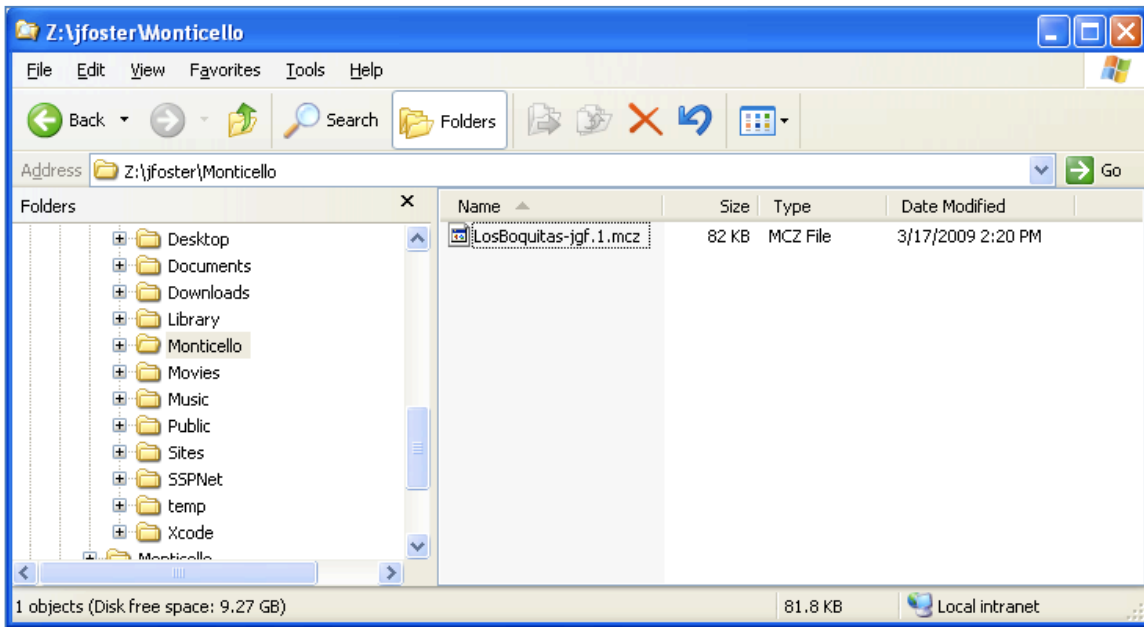 Z:\jfoster\Monticello
File Edit View Favorites Tools Help
Back Search Folders
Address Z:\jfoster\Monticello Go
Folders x Name Size Type Date Modified
Desktop LosBoquitas-jgf.1.mcz 82 KB MCZ File 3/17/2009 2:20 PM
Documents
Downloads
Library
Monticello
Movies
Music
Public
Sites
SSPNet
temp
Xcode
Monticello
1 objects (Disk free space: 9.27 GB) 81.8 KB Local intranet